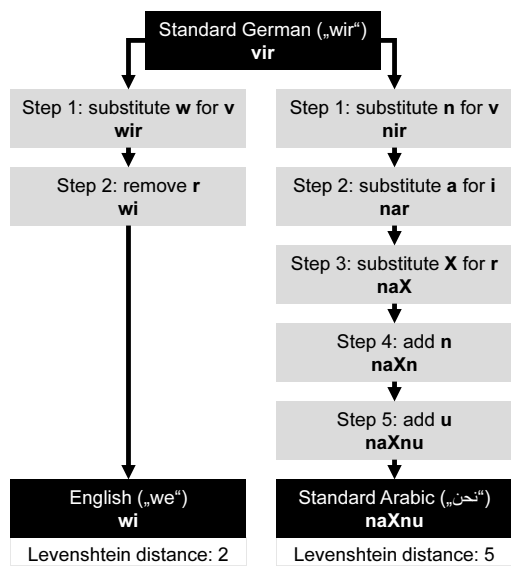 Standard German („wir“)
vir
Step 1: substitute w for v
wir
Step 2: remove r
wi
English („we“)
wi
Levenshtein distance: 2
Step 1: substitute n for v
nir
Step 2: substitute a for i
nar
Step 3: substitute X for r
naX
Step 4: add n
naXn
Step 5: add u
naXnu
Standard Arabic („نحن“)
naXnu
Levenshtein distance: 5